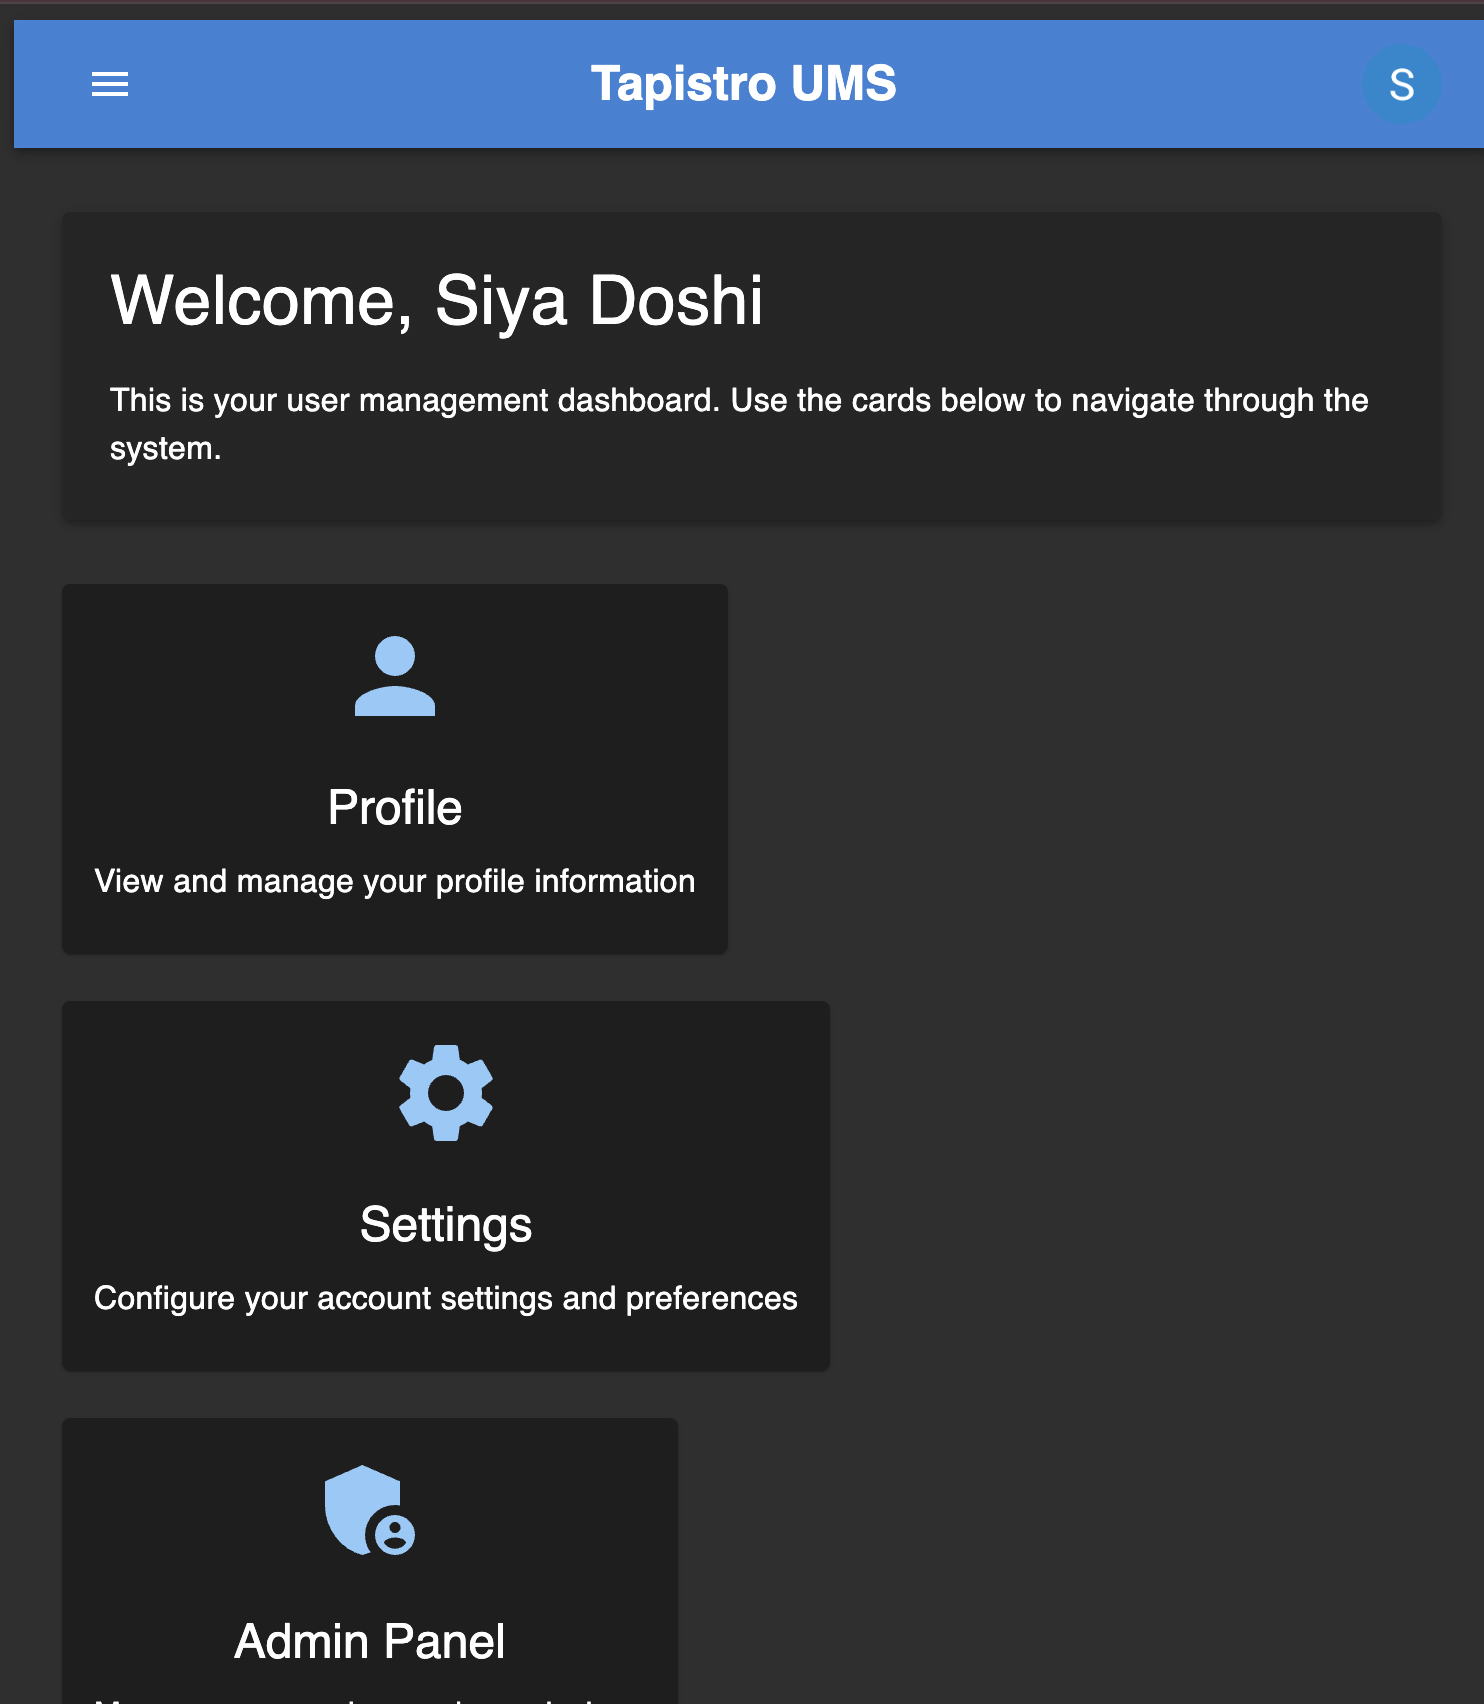 Tapistro UMS
S
Welcome, Siya Doshi
This is your user management dashboard. Use the cards below to navigate through the
system.
Profile
View and manage your profile information
Settings
Configure your account settings and preferences
Admin Panel